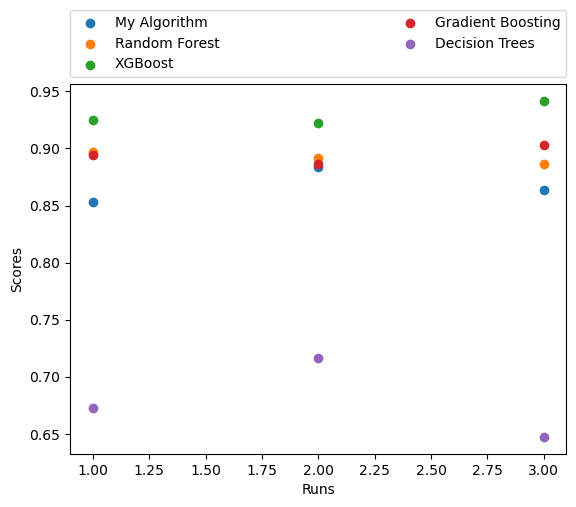 My Algorithm
Random Forest
XGBoost
Gradient Boosting
Decision Trees
0.95
0.90
0.85
0.80
0.75
0.70
0.65
Scores
1.00 1.25 1.50 1.75 2.00 2.25 2.50 2.75 3.00
Runs